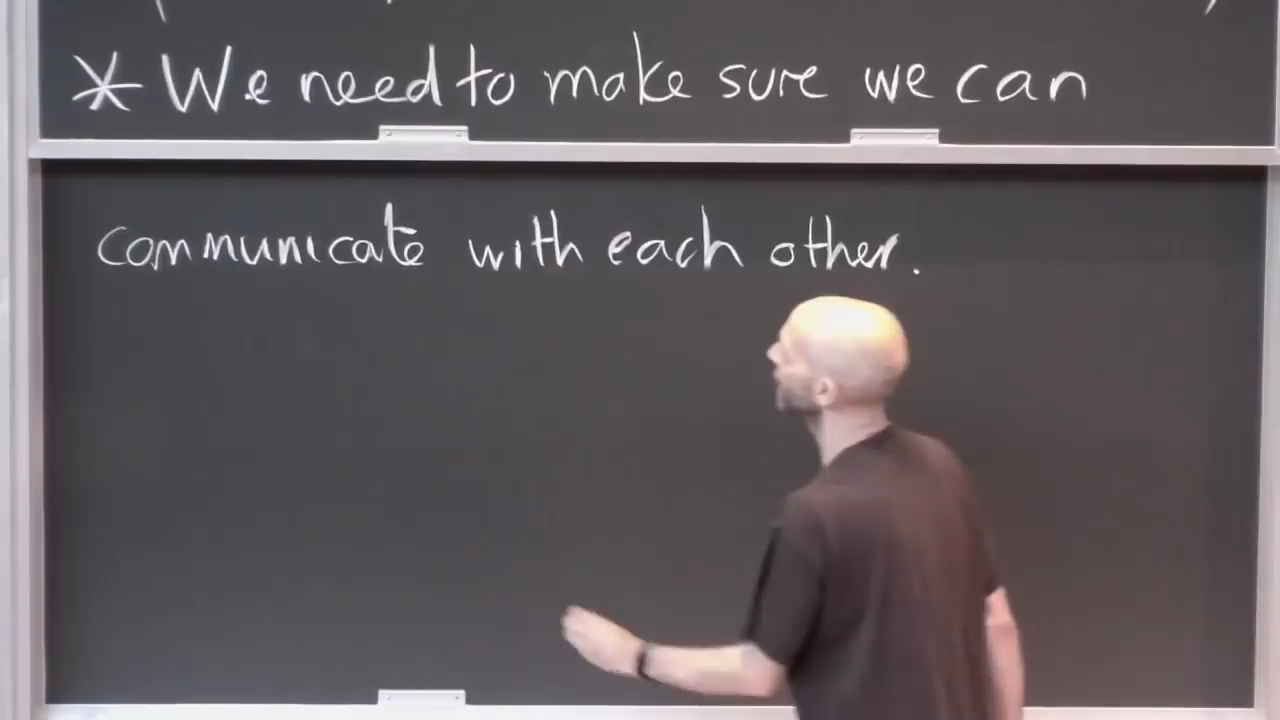 * We need to make sure we can
communicate with each other.